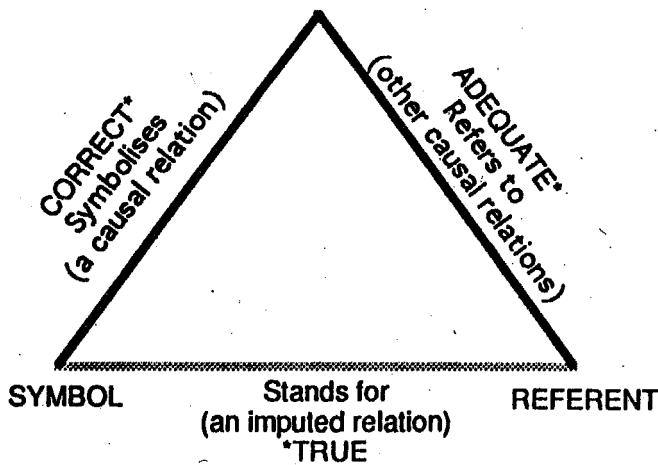 CORRECT*
Symbolises
(a causal relation)
ADEQUATE*
Refers to
(other causal relations)
SYMBOL
Stands for
(an imputed relation)
*TRUE
REFERENT